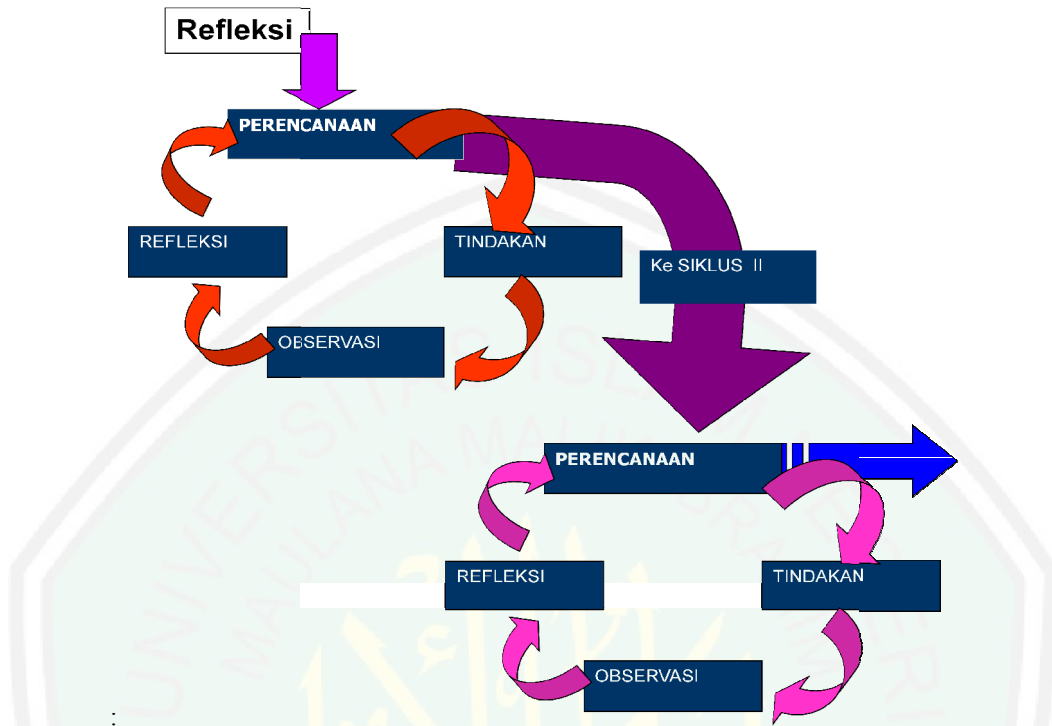 Refleksi
PERENCANAAN
REFLEKSI
TINDAKAN
Ke SIKLUS II
OBSERVASI
PERENCANAAN
REFLEKSI
TINDAKAN
OBSERVASI
: